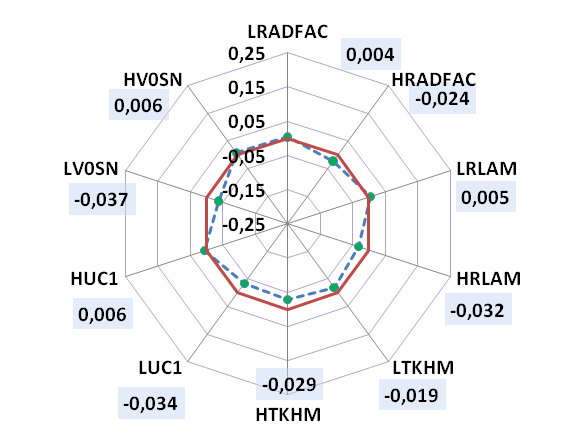 LRADFAC
0,25
0,004
HV0SN
HRADFAC
0,15
0,006
-0,024
0,05
LV0SN
-0,05
LRLAM
-0,037
-0,15
0,005
-0,25
HUC1
HRLAM
0,006
-0,032
LUC1
LTKHM
-0,034
-0,029
-0,019
HTKHM